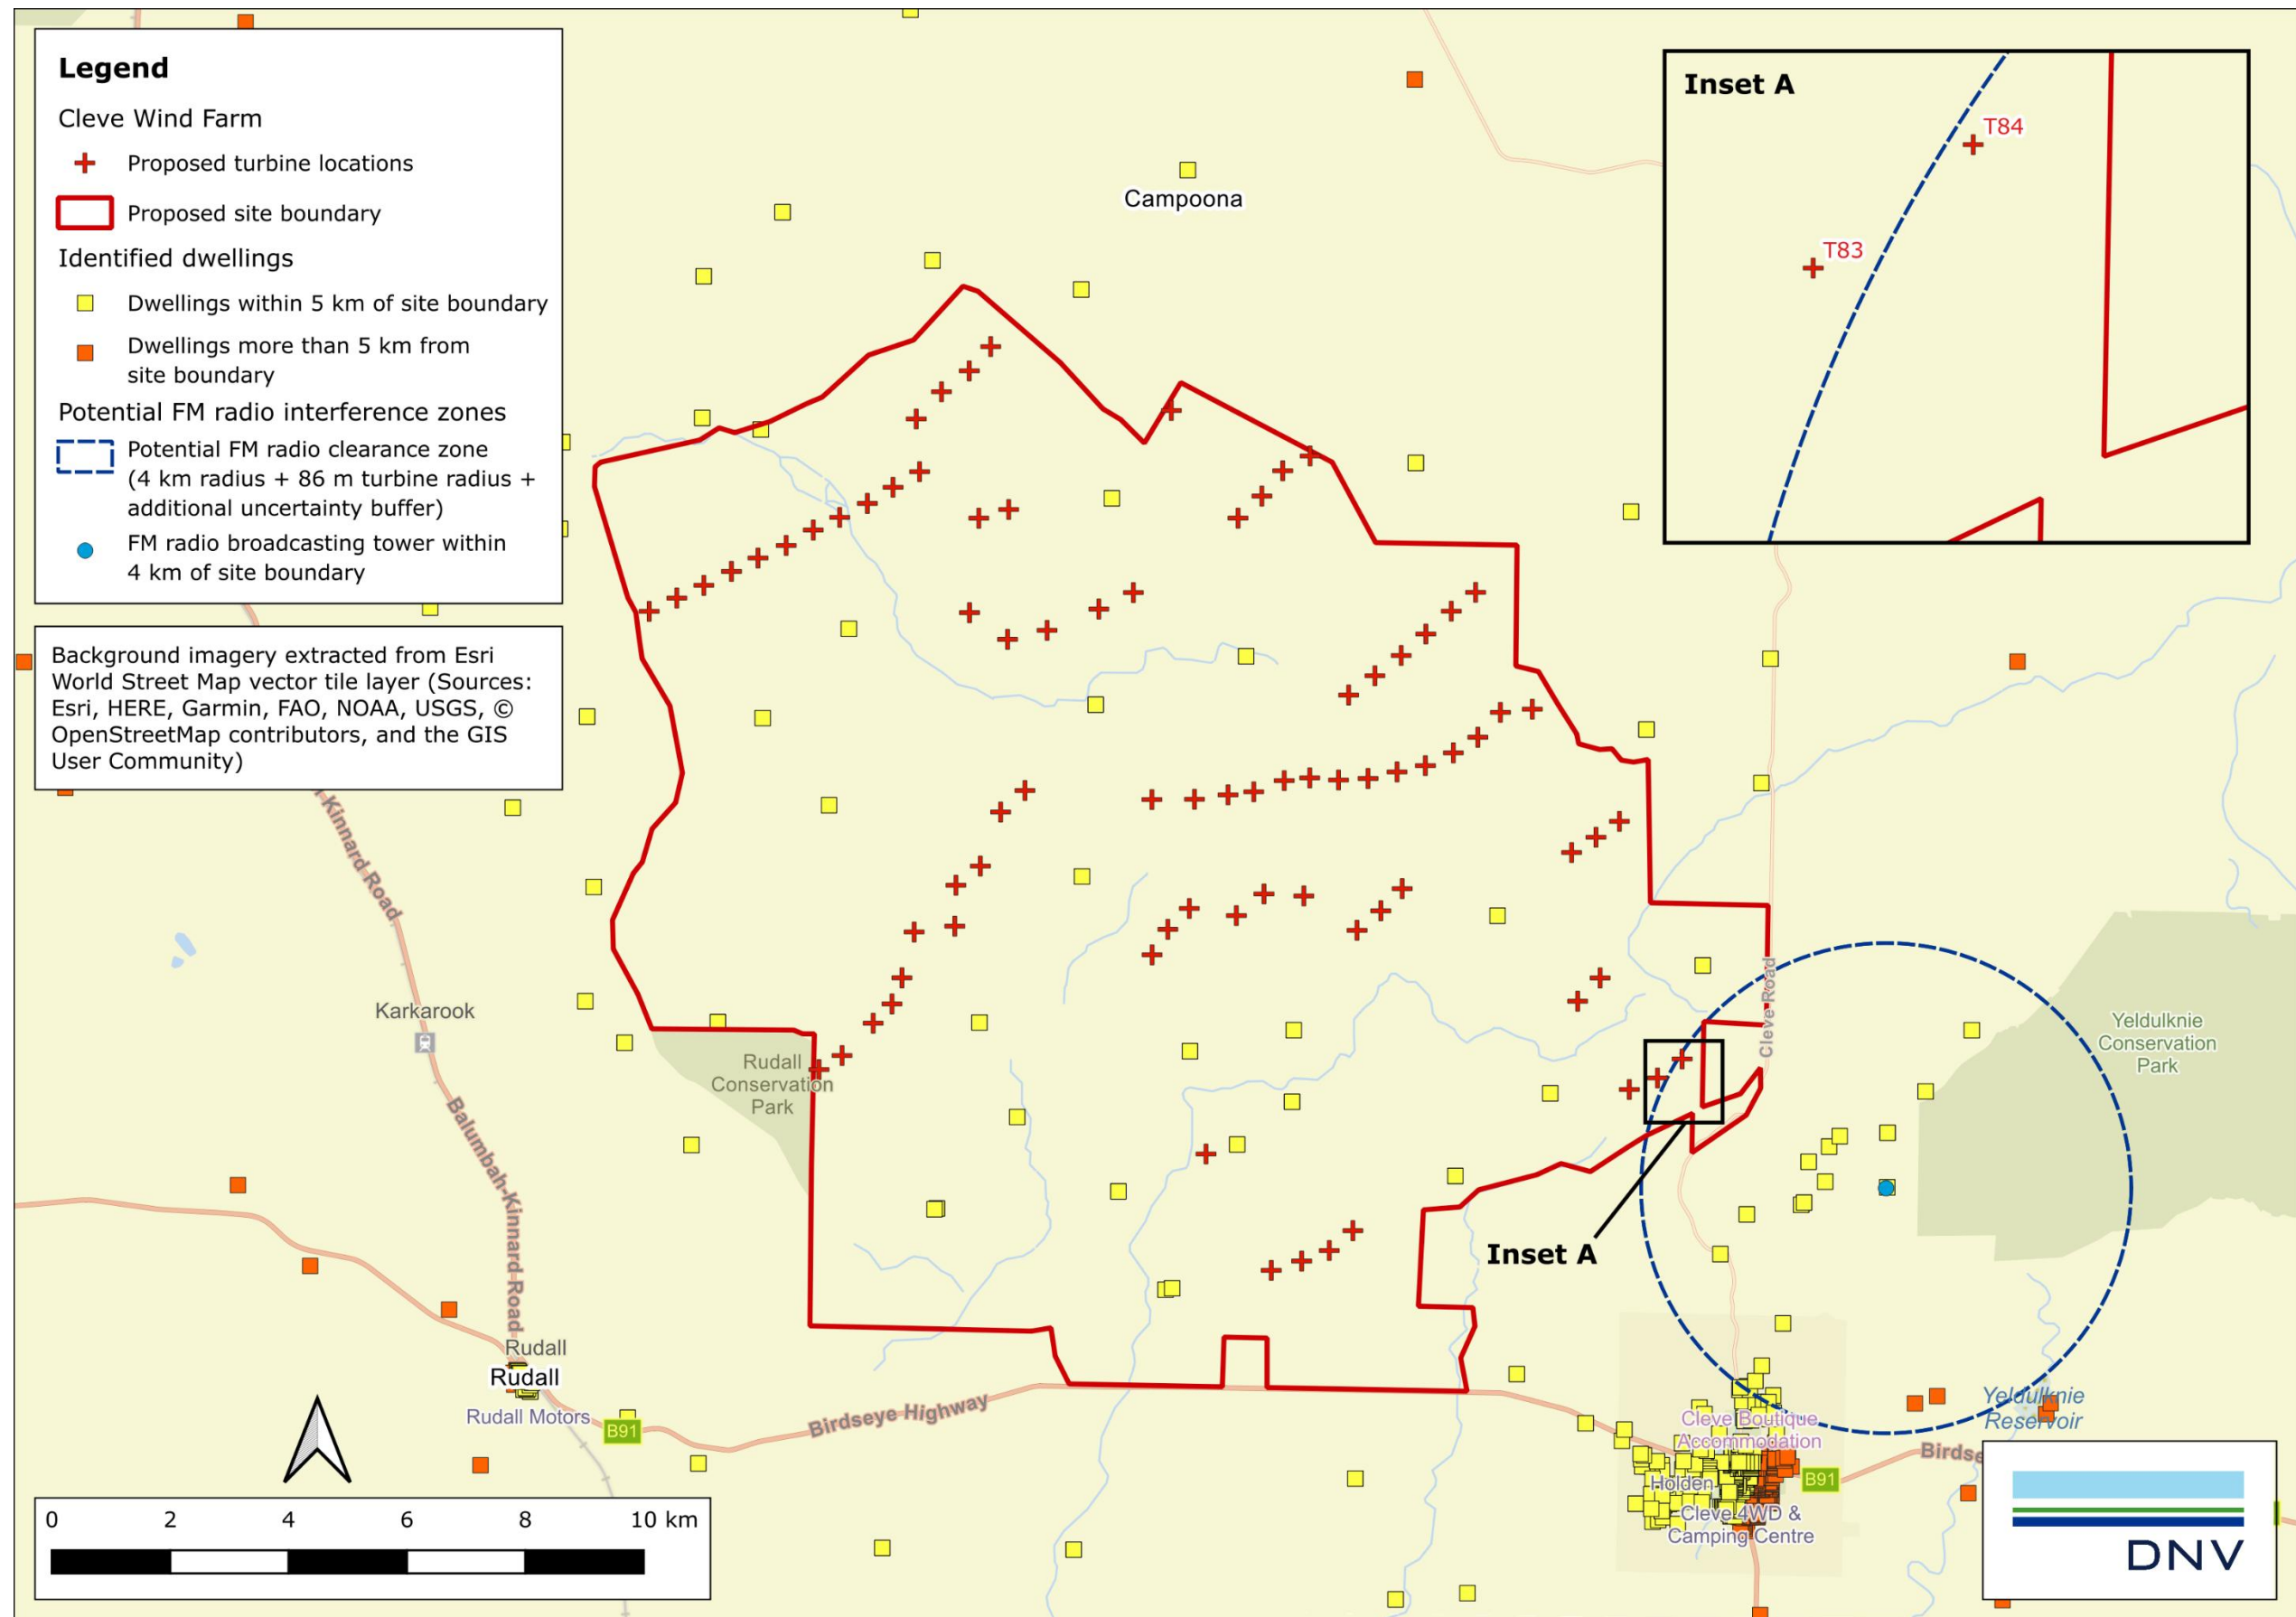 Legend
Cleve Wind Farm
Proposed turbine locations
Proposed site boundary
Identified dwellings
Dwellings within 5 km of site boundary
Dwellings more than 5 km from
site boundary
Potential FM radio interference zones
Potential FM radio clearance zone
(4 km radius + 86 m turbine radius +
additional uncertainty buffer)
FM radio broadcasting tower within
4 km of site boundary
Background imagery extracted from Esri
World Street Map vector tile layer (Sources:
Esri, HERE, Garmin, FAO, NOAA, USGS, ©
OpenStreetMap contributors, and the GIS
User Community)
Inset A
T84
T83
Campoona
Kinnard Road
Karkarook
Balumbah-Kinnard Road
Rudall
Conservation
Park
Cleve Road
Yeldulknie
Conservation
Park
Inset A
Rudall
Rudall
Rudall Motors
B91
Birdseye Highway
Cleve Boutique
Accommodation
Holden
Cleve 4WD &
Camping Centre
B91
Yeldulknie
Reservoir
Birdse
0 2 4 6 8 10 km
DNV